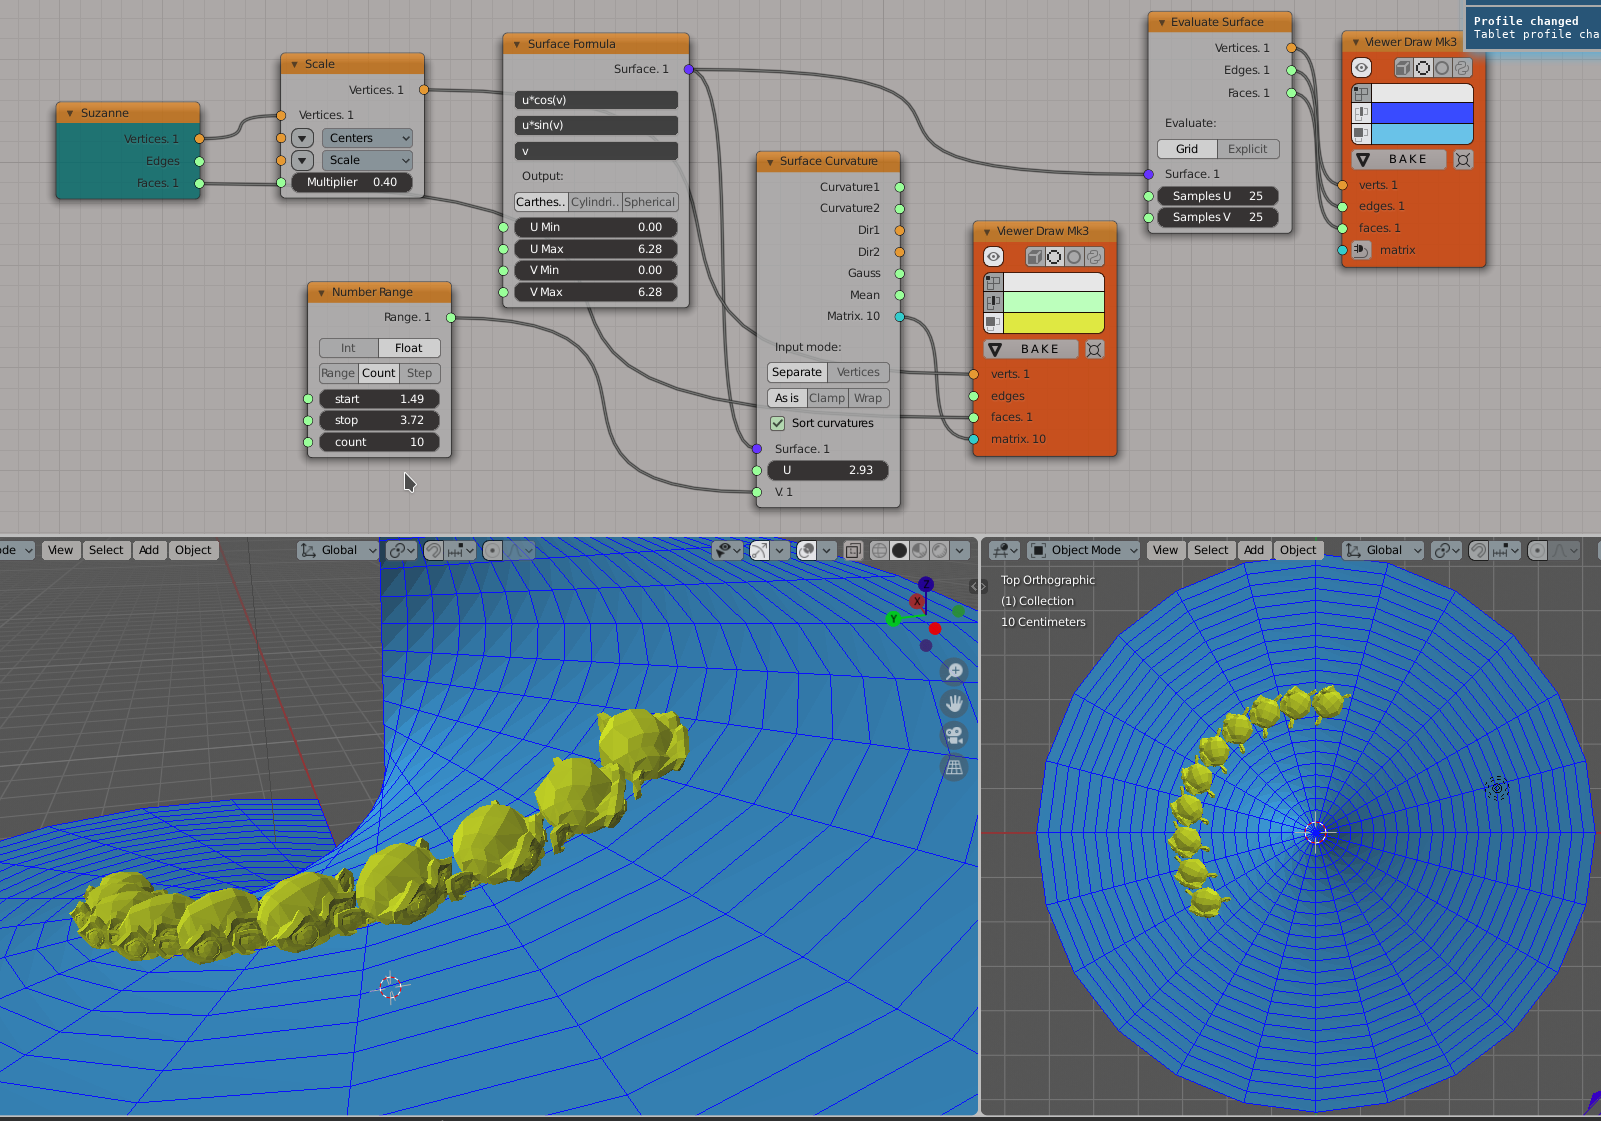 Suzanne
Vertices. 1
Edges
Faces. 1
Scale
Vertices. 1
Vertices. 1
Centers
Scale
Multiplier 0.40
Number Range
Range. 1
Int Float
Range Count Step
start 1.49
stop 3.72
count 10
Surface Formula
Surface. 1
u*cos(v)
u*sin(v)
v
Output:
Carthes.. Cylindri.. Spherical
U Min 0.00
U Max 6.28
V Min 0.00
V Max 6.28
Surface Curvature
Curvature1
Curvature2
Dir1
Dir2
Gauss
Mean
Matrix. 10
Input mode:
Separate Vertices
As is Clamp Wrap
Sort curvatures
Surface. 1
U 2.93
V. 1
Viewer Draw Mk3
BAKE
verts. 1
edges
faces. 1
matrix. 10
Evaluate Surface
Vertices. 1
Edges. 1
Faces. 1
Evaluate:
Grid Explicit
Surface. 1
Samples U 25
Samples V 25
Viewer Draw Mk3
BAKE
verts. 1
edges. 1
faces. 1
matrix
Profile changed
Tablet profile cha
ode View Select Add Object Global
Z
X
Y
Object Mode View Select Add Object Global
Top Orthographic
(1) Collection
10 Centimeters